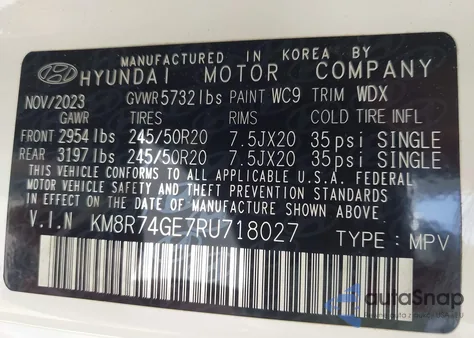 MANUFACTURED IN KOREA BY
HYUNDAI MOTOR COMPANY
NOV/2023 GVWR 5732 lbs PAINT WC9 TRIM WDX
GAWR TIRES RIMS COLD TIRE INFL
FRONT 2954 lbs 245/50R20 7.5JX20 35psi SINGLE
REAR 3197 lbs 245/50R20 7.5JX20 35psi SINGLE
THIS VEHICLE CONFORMS TO ALL APPLICABLE U.S.A. FEDERAL
MOTOR VEHICLE SAFETY AND THEFT PREVENTION STANDARDS
IN EFFECT ON THE DATE OF MANUFACTURE SHOWN ABOVE.
V.I.N KM8R74GE7RU718027 TYPE : MPV
autoSnap